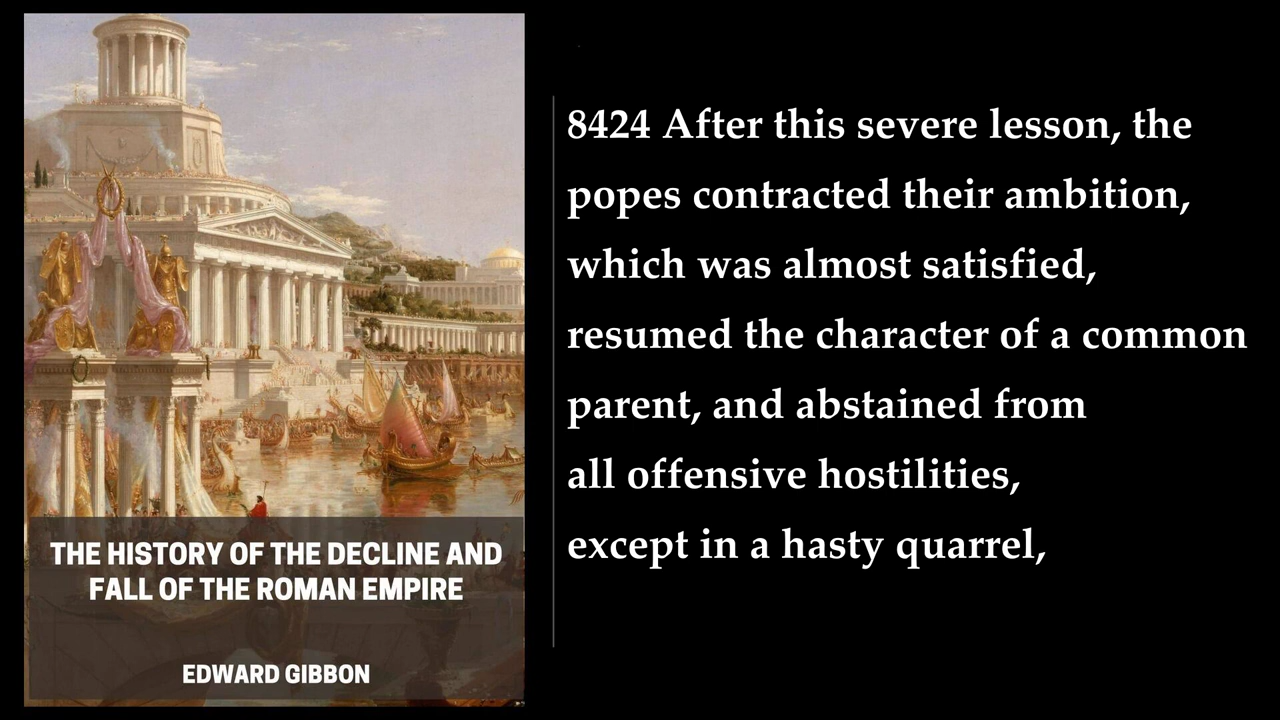 THE HISTORY OF THE DECLINE AND
FALL OF THE ROMAN EMPIRE
EDWARD GIBBON
8424 After this severe lesson, the
popes contracted their ambition,
which was almost satisfied,
resumed the character of a common
parent, and abstained from
all offensive hostilities,
except in a hasty quarrel,